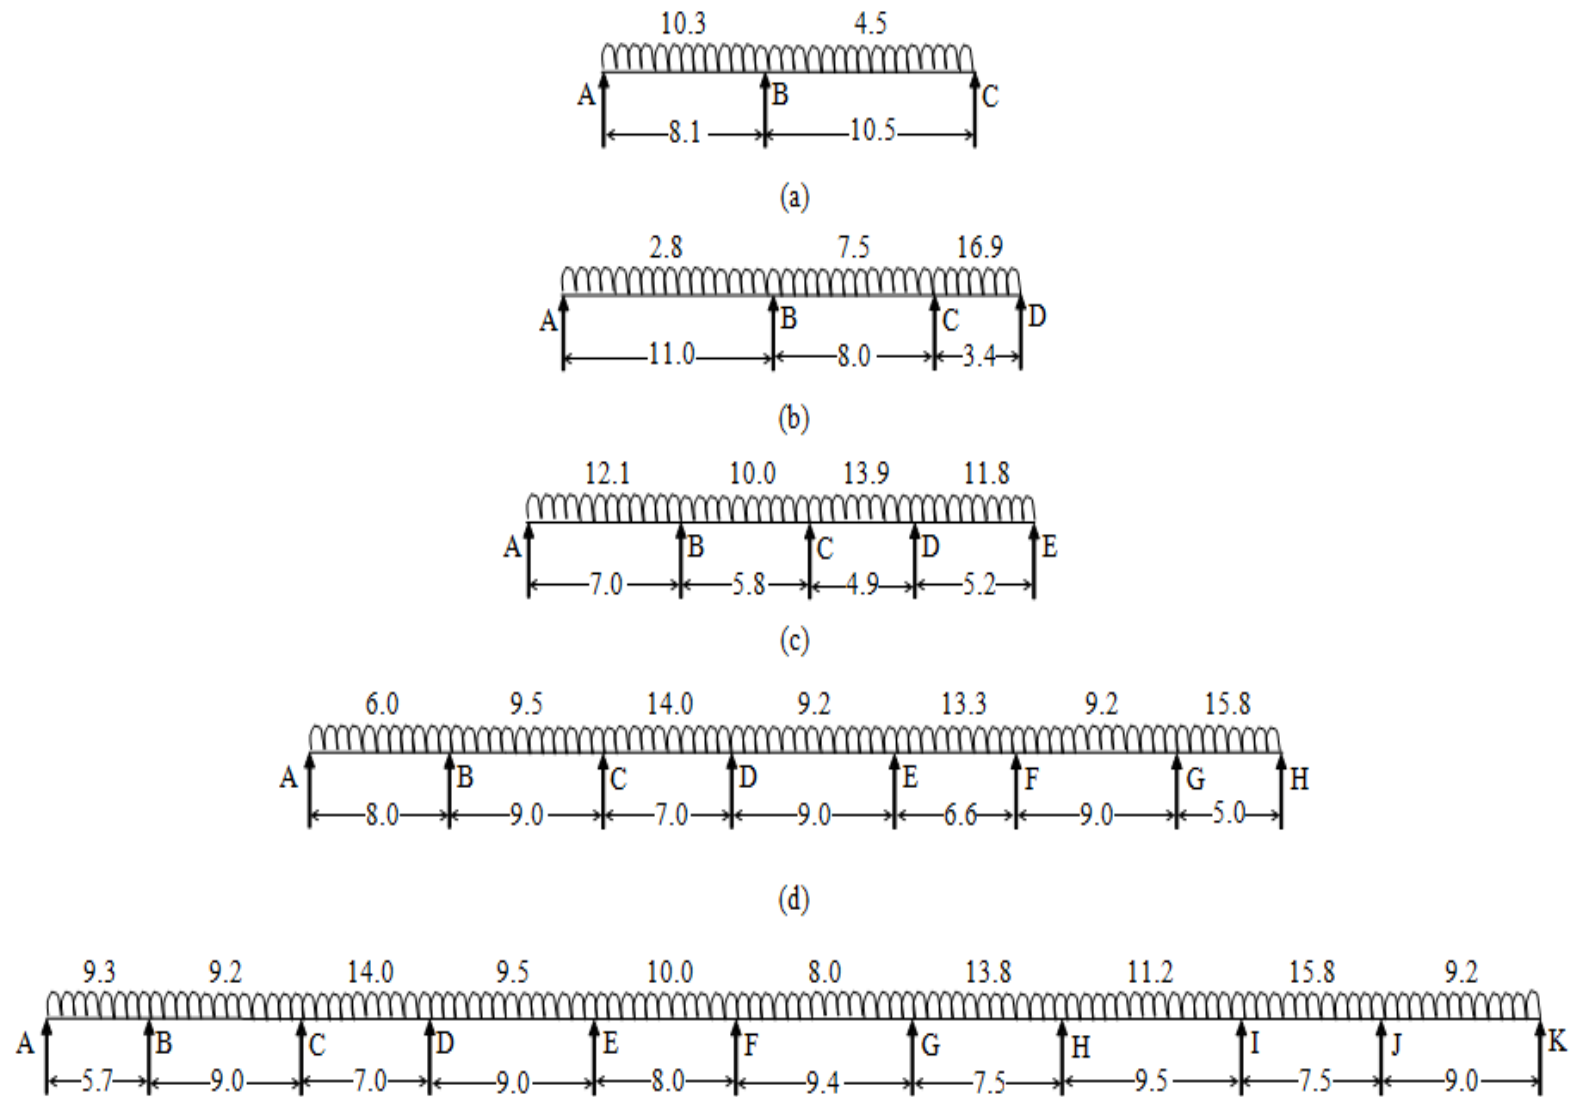 10.3 4.5
A B C
8.1 10.5
(a)
2.8 7.5 16.9
A B C D
11.0 8.0 3.4
(b)
12.1 10.0 13.9 11.8
A B C D E
7.0 5.8 4.9 5.2
(c)
6.0 9.5 14.0 9.2 13.3 9.2 15.8
A B C D E F G H
8.0 9.0 7.0 9.0 6.6 9.0 5.0
(d)
9.3 9.2 14.0 9.5 10.0 8.0 13.8 11.2 15.8 9.2
A B C D E F G H I J K
5.7 9.0 7.0 9.0 8.0 9.4 7.5 9.5 7.5 9.0